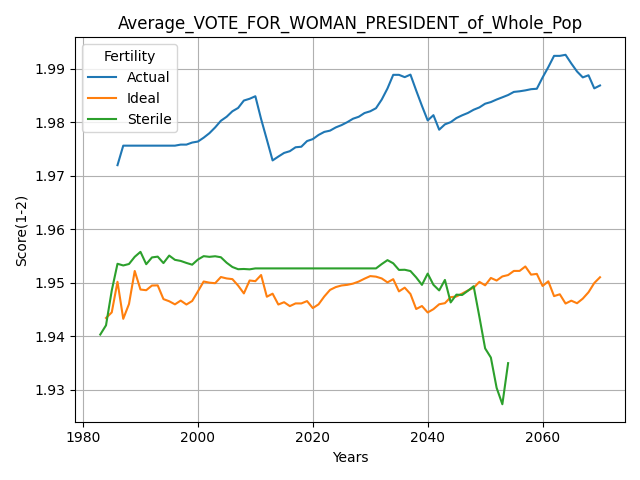 Average_VOTE_FOR_WOMAN_PRESIDENT_of_Whole_Pop
Fertility
Actual
Ideal
Sterile
Score(1-2)
1.99
1.98
1.97
1.96
1.95
1.94
1.93
1980
2000
2020
2040
2060
Years